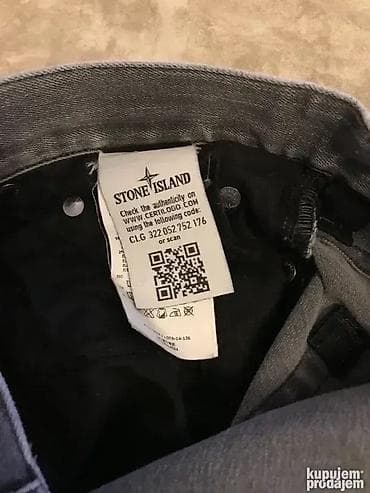 STONE ISLAND
Check the authenticity on
WWW.CERTILOGO.COM
using the following code:
CLG 322 052 752 176
or scan
kupujem
prodajem